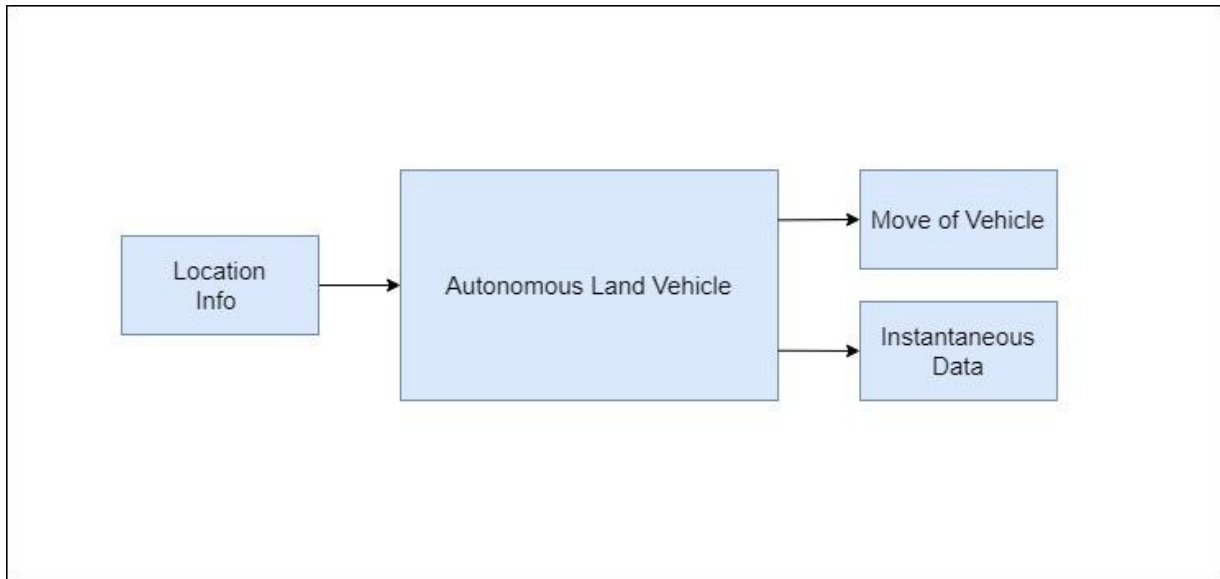 Location
Info
Autonomous Land Vehicle
Move of Vehicle
Instantaneous
Data